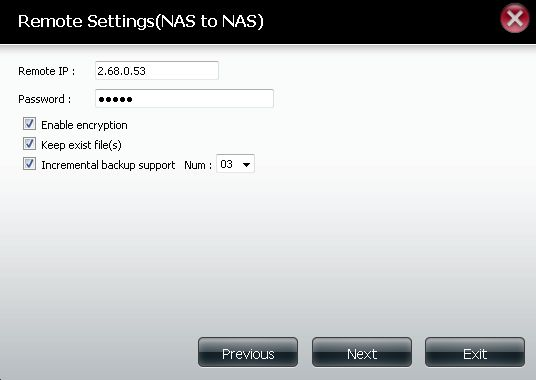 Remote Settings(NAS to NAS)
Remote IP : 2.68.0.53
Password : ●●●●●
Enable encryption
Keep exist file(s)
Incremental backup support Num : 03
Previous Next Exit